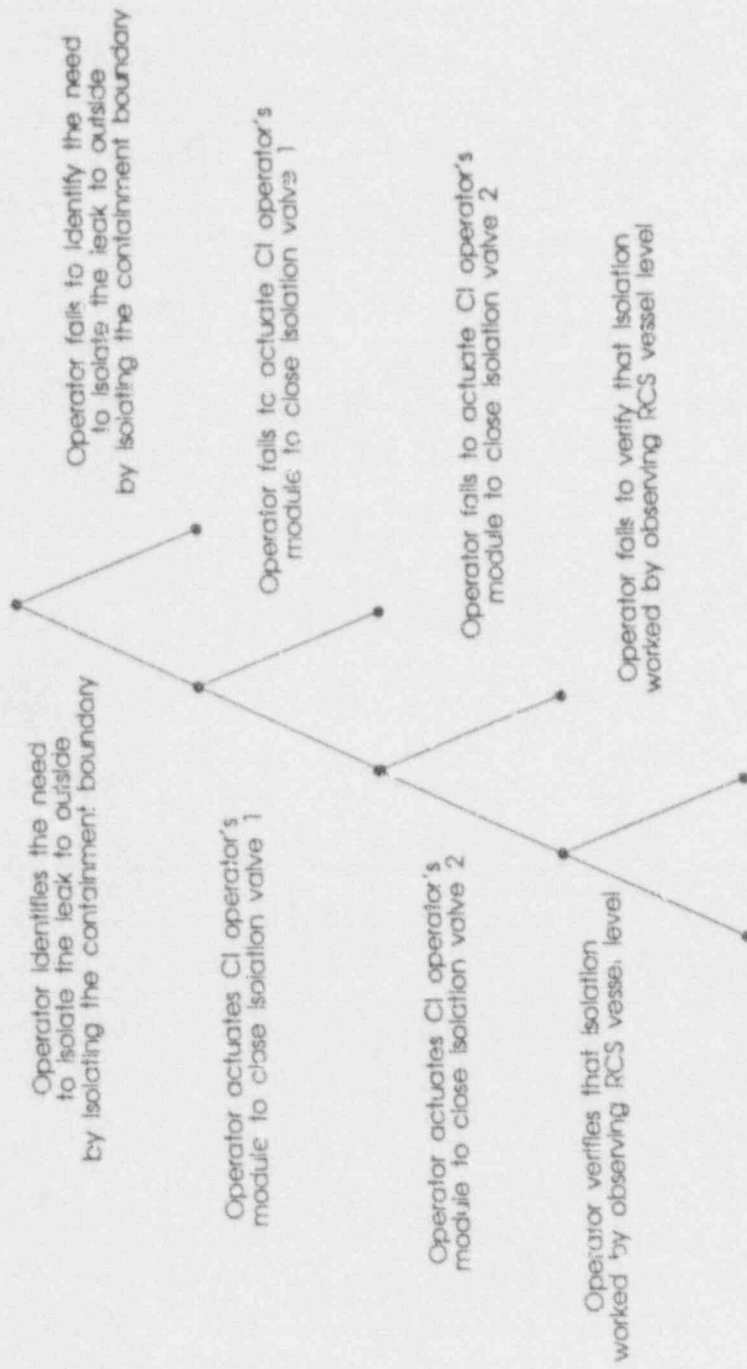 Operator identifies the need
to isolate the leak to outside
by isolating the containment boundary
Operator fails to identify the need
to isolate the leak to outside
by isolating the containment boundary
Operator actuates CI operator's
module to close isolation valve 1
Operator fails to actuate CI operator's
module to close isolation valve 1
Operator actuates CI operator's
module to close isolation valve 2
Operator fails to actuate CI operator's
module to close isolation valve 2
Operator verifies that isolation
worked by observing RCS vessel level
Operator fails to verify that isolation
worked by observing RCS vessel level